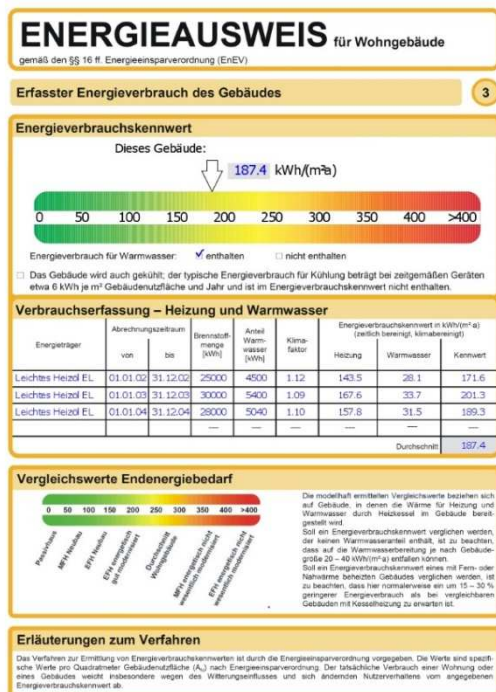 ENERGIEAUSWEIS für Wohngebäude
gemäß den §§ 16 ff. Energieeinsparverordnung (EnEV)
Erfasster Energieverbrauch des Gebäudes 3
Energieverbrauchskennwert
Dieses Gebäude:
187.4 kWh/(m²a)
0 50 100 150 200 250 300 350 400 >400
Energieverbrauch für Warmwasser: ✓ enthalten □ nicht enthalten
□ Das Gebäude wird auch gekühlt; der typische Energieverbrauch für Kühlung beträgt bei zeitgemäßen Geräten
etwa 6 kWh je m² Gebäudenutzfläche und Jahr und ist im Energieverbrauchskennwert nicht enthalten.
Verbrauchserfassung – Heizung und Warmwasser
Energieträger
Abrechnungszeitraum
von bis
Brennstoff-
menge
[kWh]
Anteil
Warm-
wasser
[kWh]
Klima-
faktor
Energieverbrauchskennwert in kWh/(m² a)
(zeitlich bereinigt, klimabereinigt)
Heizung Warmwasser Kennwert
Leichtes Heizöl EL 01.01.02 31.12.02 25000 4500 1.12 143.5 28.1 171.6
Leichtes Heizöl EL 01.01.03 31.12.03 30000 5400 1.09 167.6 33.7 201.3
Leichtes Heizöl EL 01.01.04 31.12.04 28000 5040 1.10 157.8 31.5 189.3
— — — — —
— — — — —
Durchschnitt 187.4
Vergleichswerte Endenergiebedarf
0 50 100 150 200 250 300 350 400 >400
Passivhaus
MFH Neubau
EFH Neubau
EFH energetisch
gut modernisiert
Durchschnitt
Wohngebäude
MFH energetisch nicht
wesentlich modernisiert
EFH energetisch nicht
wesentlich modernisiert
Die modellhaft ermittelten Vergleichswerte beziehen sich
auf Gebäude, in denen die Wärme für Heizung und
Warmwasser durch Heizkessel im Gebäude bereit-
gestellt wird.
Soll ein Energieverbrauchskennwert verglichen werden,
der keinen Warmwasseranteil enthält, ist zu beachten,
dass auf die Warmwasserbereitung je nach Gebäude-
größe 20 – 40 kWh/(m²·a) entfallen können.
Soll ein Energieverbrauchskennwert eines mit Fern- oder
Nahwärme beheizten Gebäudes verglichen werden, ist
zu beachten, dass hier normalerweise ein um 15 – 30 %
geringerer Energieverbrauch als bei vergleichbaren
Gebäuden mit Kesselheizung zu erwarten ist.
Erläuterungen zum Verfahren
Das Verfahren zur Ermittlung von Energieverbrauchskennwerten ist durch die Energieeinsparverordnung vorgegeben. Die Werte sind spezifi-
sche Werte pro Quadratmeter Gebäudenutzfläche (Aₙ) nach Energieeinsparverordnung. Der tatsächliche Verbrauch einer Wohnung oder
eines Gebäudes weicht insbesondere wegen des Witterungseinflusses und sich ändernden Nutzerverhaltens vom angegebenen
Energieverbrauchskennwert ab.